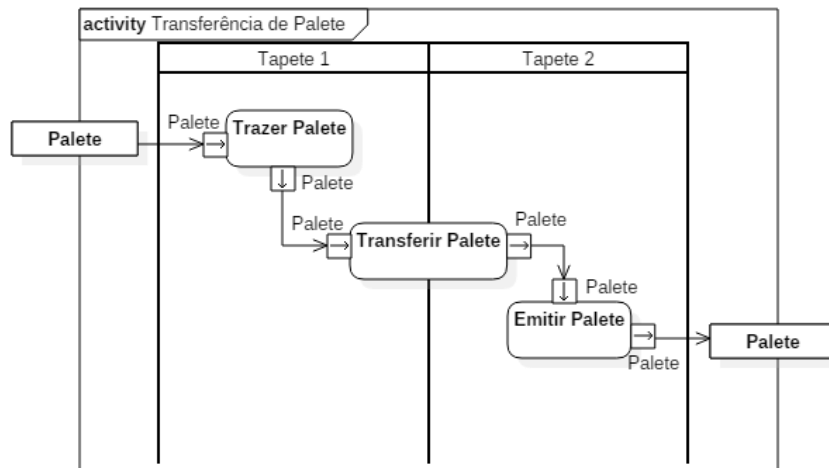 activity Transferência de Palete
Tapete 1
Tapete 2
Palete
Palete
Trazer Palete
Palete
Palete
Transferir Palete
Palete
Palete
Emitir Palete
Palete
Palete